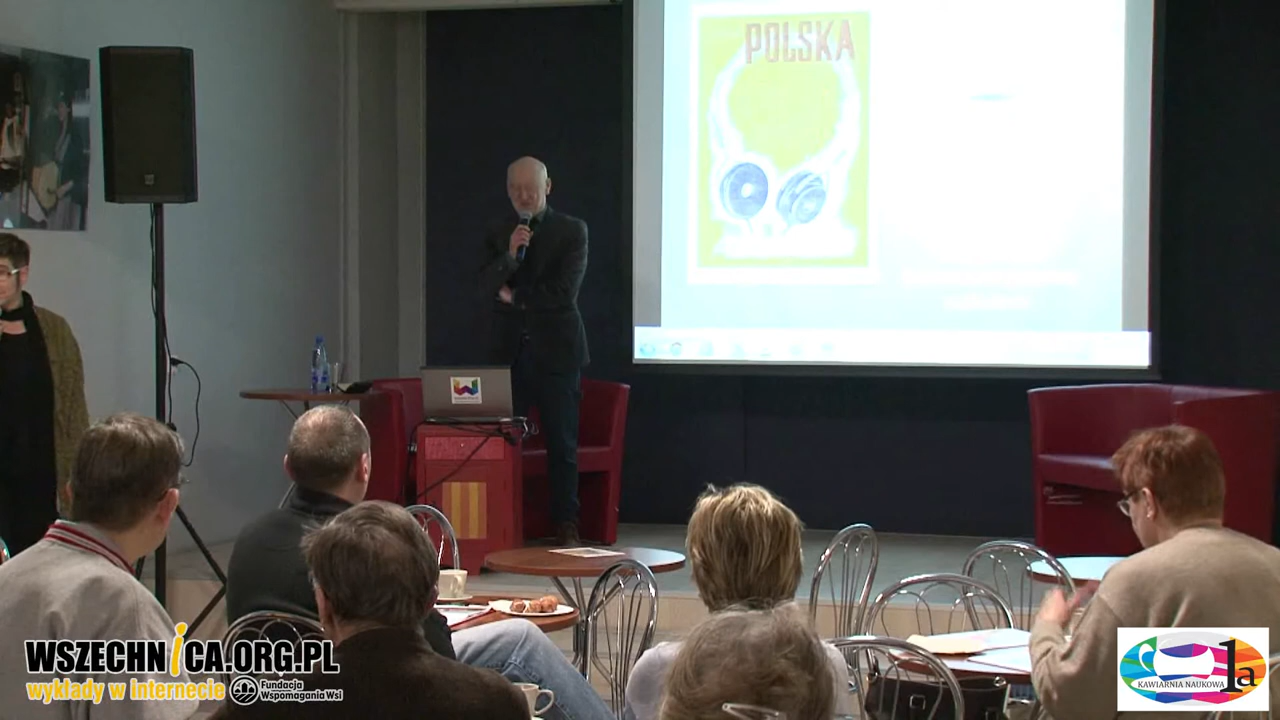 POLSKA
WSZECHNiCA.ORG.PL
wykłady w internecie
Fundacja
Wspomagania Wsi
KAWIARNIA NAUKOWA 1a